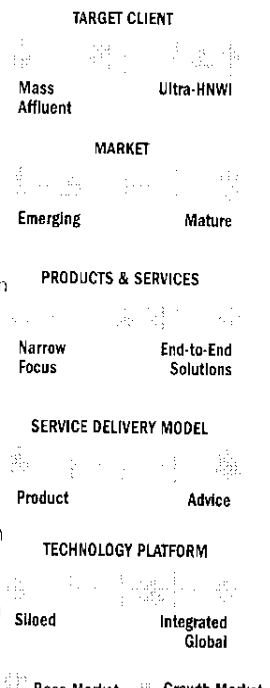 TARGET CLIENT
Mass Ultra-HNWI
Affluent
MARKET
Emerging Mature
PRODUCTS & SERVICES
Narrow End-to-End
Focus Solutions
SERVICE DELIVERY MODEL
Product Advice
TECHNOLOGY PLATFORM
Siloed Integrated
Global
Base Market Growth Market